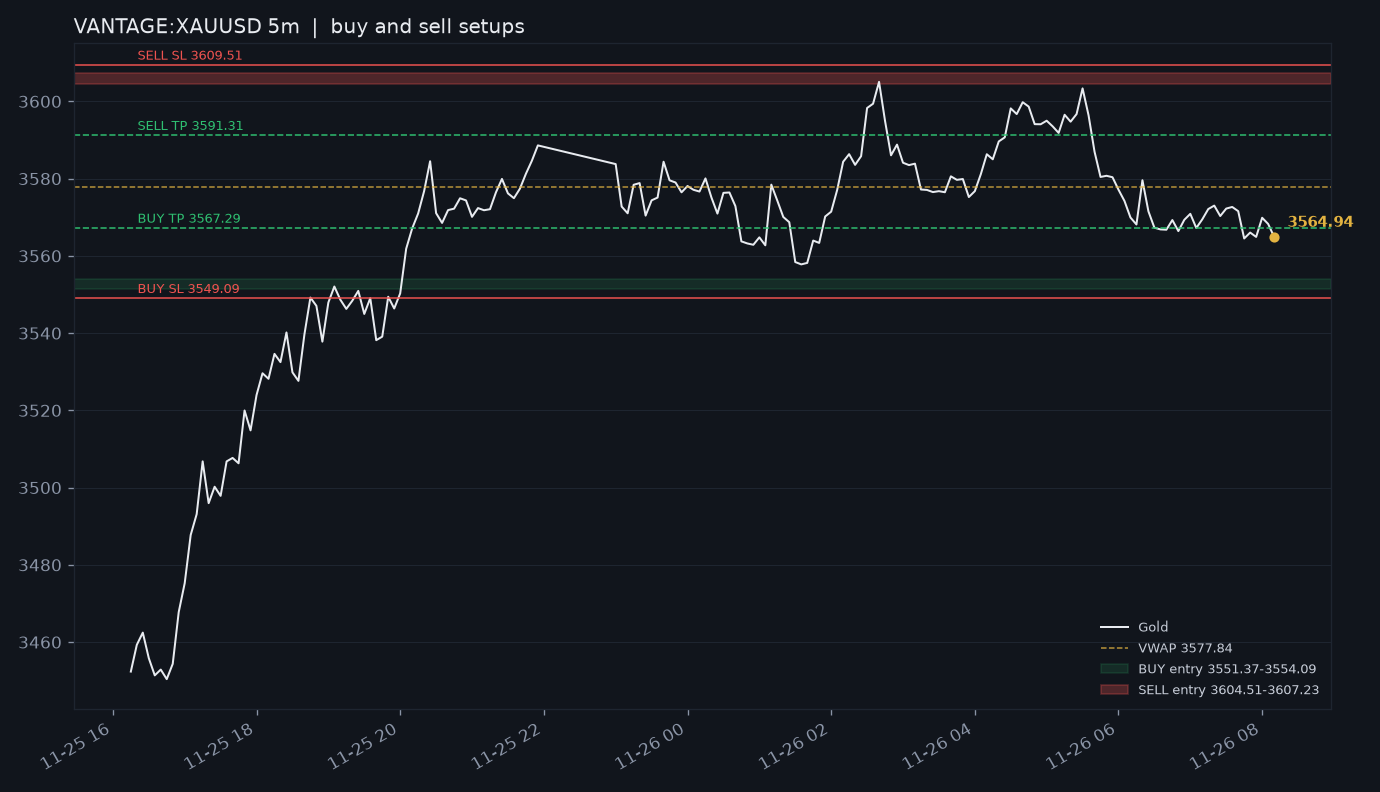 VANTAGE:XAUUSD 5m | buy and sell setups
SELL SL 3609.51
3600
SELL TP 3591.31
3580
BUY TP 3567.29
3564.94
3560
BUY SL 3549.09
3540
3520
3500
3480
3460
Gold
VWAP 3577.84
BUY entry 3551.37-3554.09
SELL entry 3604.51-3607.23
11-25 16
11-25 18
11-25 20
11-25 22
11-26 00
11-26 02
11-26 04
11-26 06
11-26 08